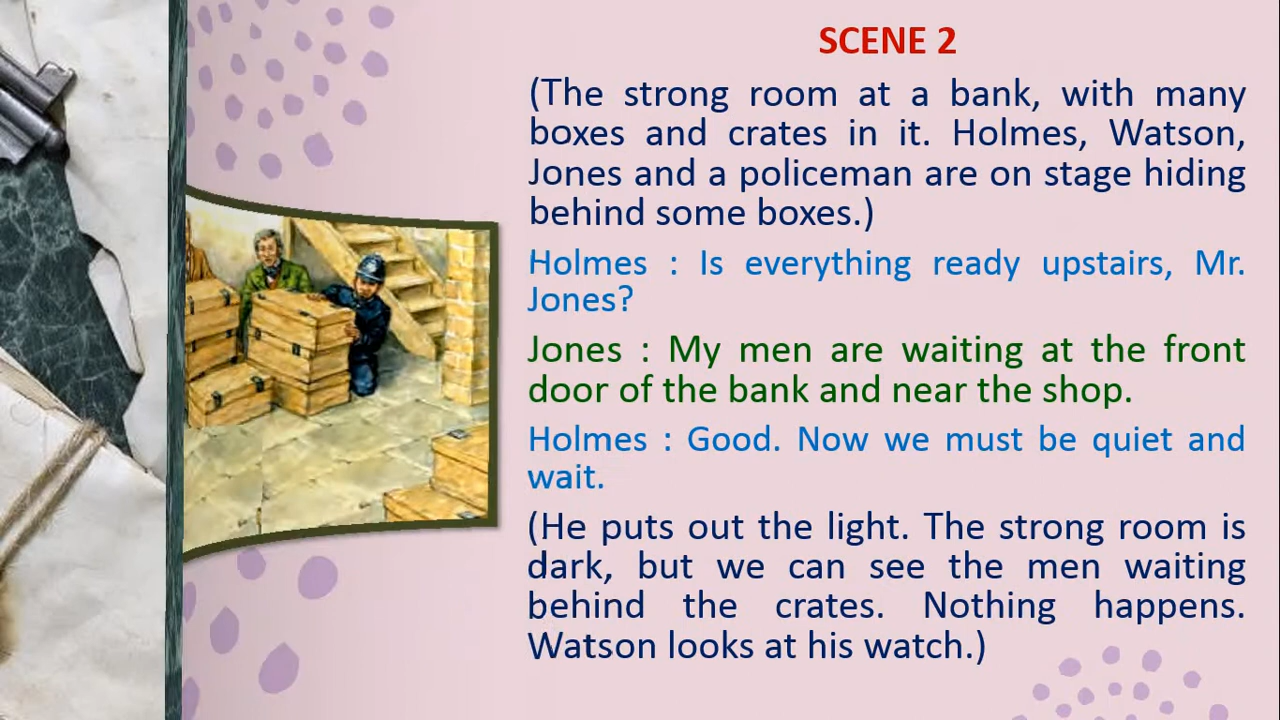 SCENE 2
(The strong room at a bank, with many
boxes and crates in it. Holmes, Watson,
Jones and a policeman are on stage hiding
behind some boxes.)
Holmes : Is everything ready upstairs, Mr.
Jones?
Jones : My men are waiting at the front
door of the bank and near the shop.
Holmes : Good. Now we must be quiet and
wait.
(He puts out the light. The strong room is
dark, but we can see the men waiting
behind the crates. Nothing happens.
Watson looks at his watch.)